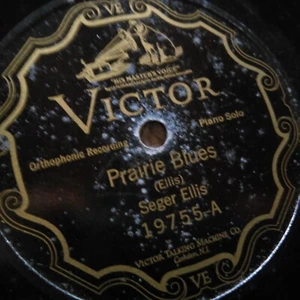 VE
"HIS MASTER'S VOICE"
VICTOR
Orthophonic Recording
Piano Solo
Prairie Blues
(Ellis)
Seger Ellis
19755-A
VICTOR TALKING MACHINE CO.
Camden, N.J.
VE